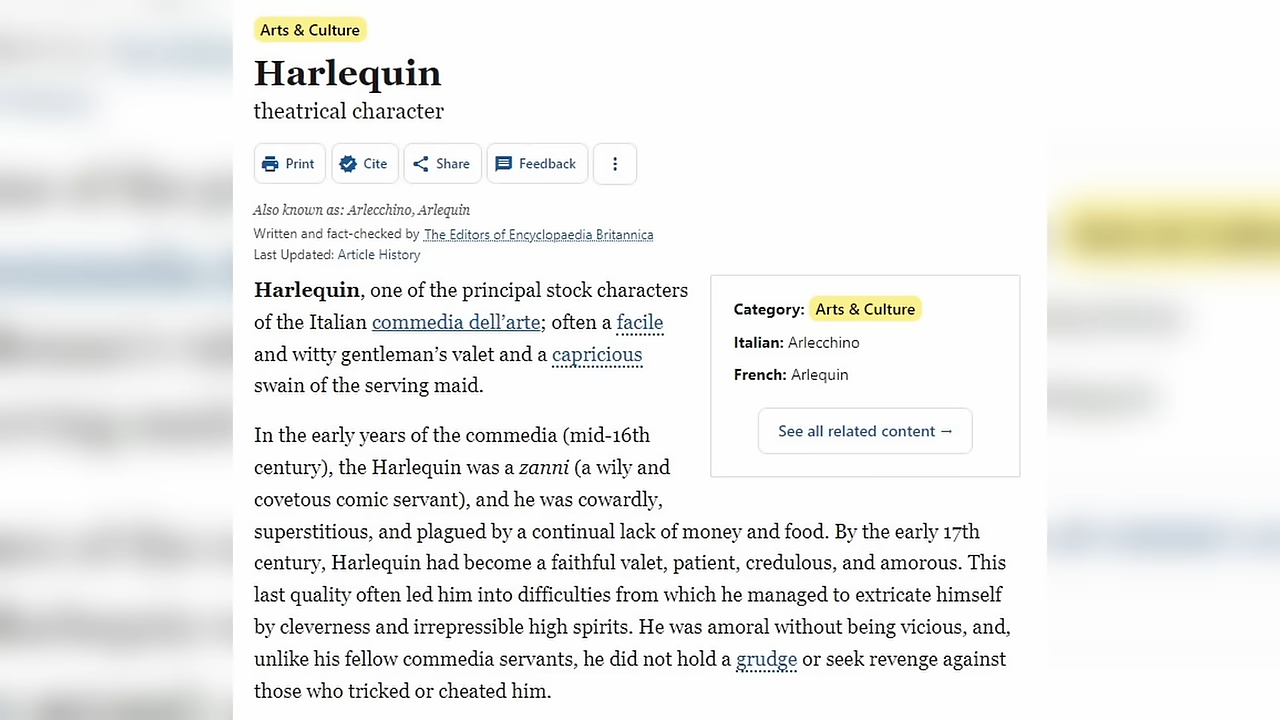 Arts & Culture
Harlequin
theatrical character
Print Cite Share Feedback
Also known as: Arlecchino, Arlequin
Written and fact-checked by The Editors of Encyclopaedia Britannica
Last Updated: Article History
Harlequin, one of the principal stock characters
of the Italian commedia dell’arte; often a facile
and witty gentleman’s valet and a capricious
swain of the serving maid.
Category: Arts & Culture
Italian: Arlecchino
French: Arlequin
See all related content →
In the early years of the commedia (mid-16th
century), the Harlequin was a zanni (a wily and
covetous comic servant), and he was cowardly,
superstitious, and plagued by a continual lack of money and food. By the early 17th
century, Harlequin had become a faithful valet, patient, credulous, and amorous. This
last quality often led him into difficulties from which he managed to extricate himself
by cleverness and irrepressible high spirits. He was amoral without being vicious, and,
unlike his fellow commedia servants, he did not hold a grudge or seek revenge against
those who tricked or cheated him.